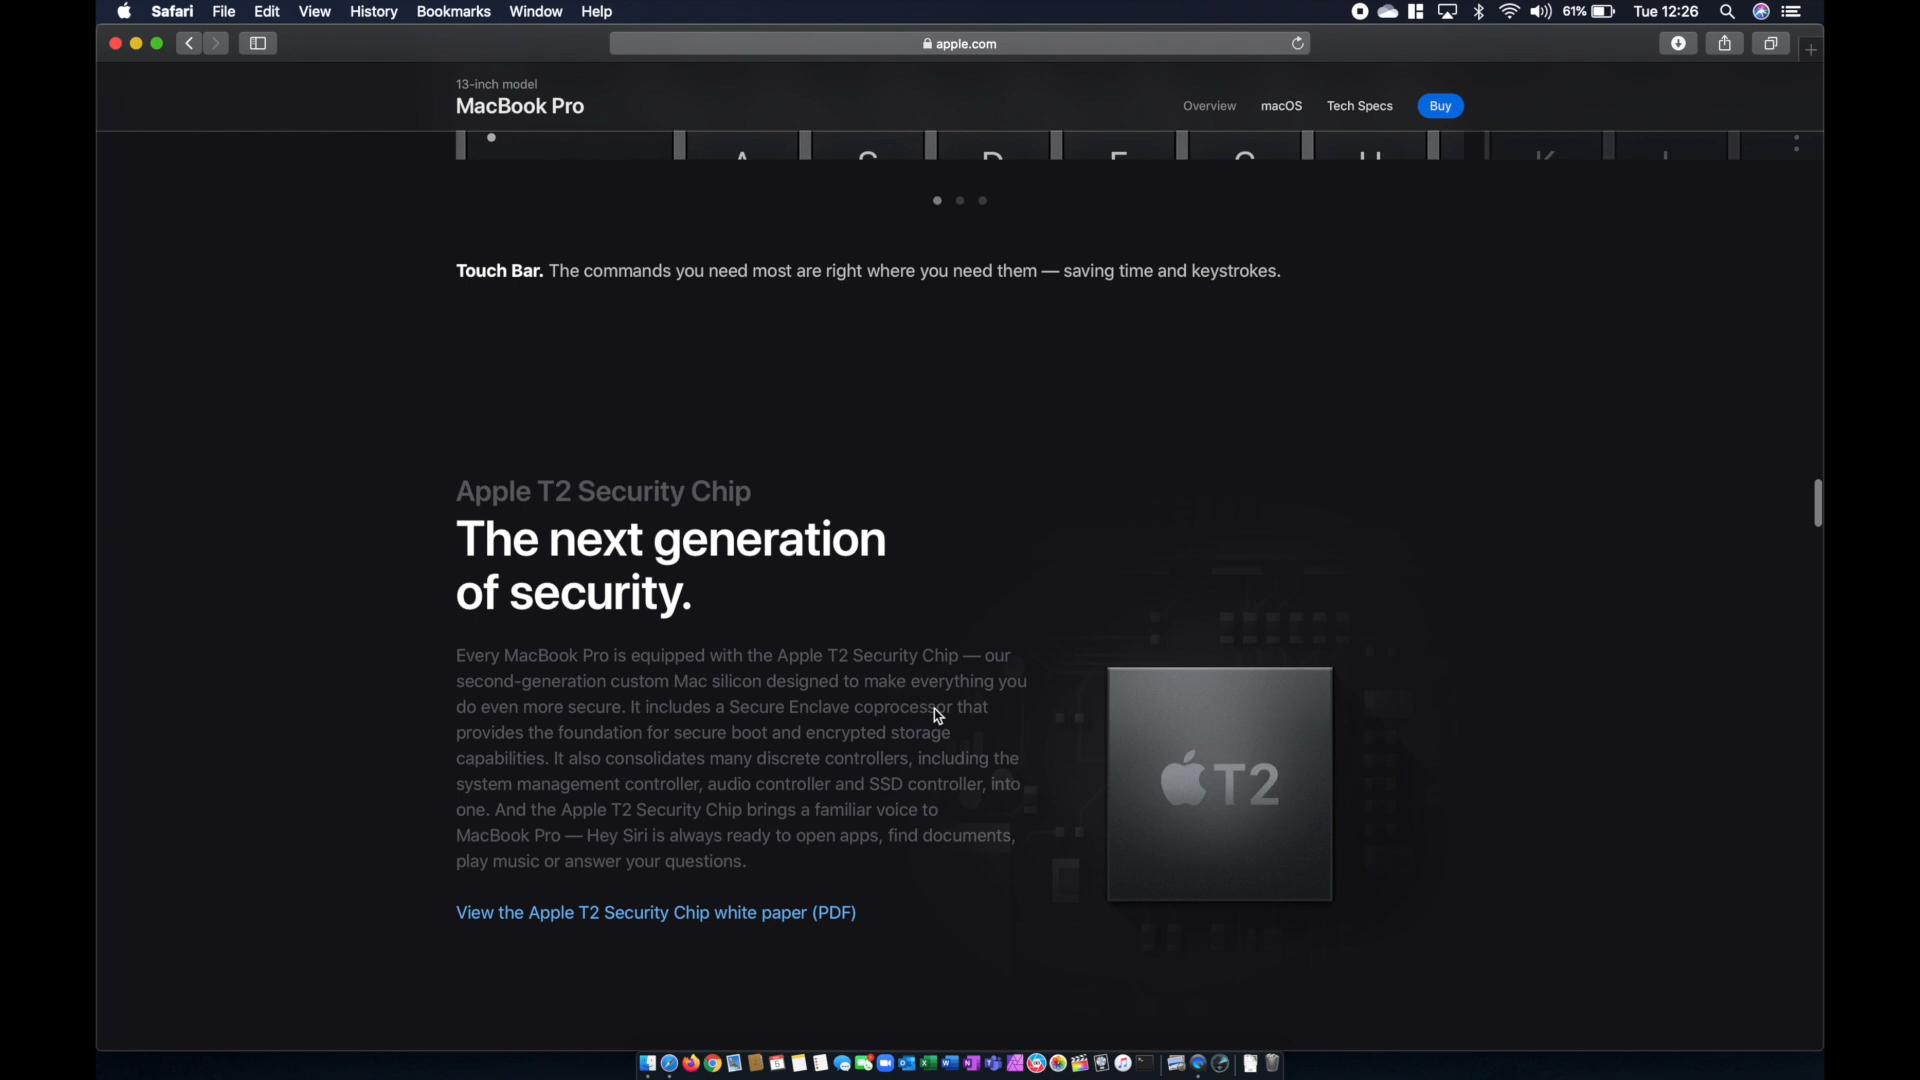 Safari File Edit View History Bookmarks Window Help 61% Tue 12:26
apple.com
13-inch model
MacBook Pro
Overview macOS Tech Specs Buy
Touch Bar. The commands you need most are right where you need them — saving time and keystrokes.
Apple T2 Security Chip
The next generation
of security.
Every MacBook Pro is equipped with the Apple T2 Security Chip — our
second-generation custom Mac silicon designed to make everything you
do even more secure. It includes a Secure Enclave coprocessor that
provides the foundation for secure boot and encrypted storage
capabilities. It also consolidates many discrete controllers, including the
system management controller, audio controller and SSD controller, into
one. And the Apple T2 Security Chip brings a familiar voice to
MacBook Pro — Hey Siri is always ready to open apps, find documents,
play music or answer your questions.
View the Apple T2 Security Chip white paper (PDF)
T2